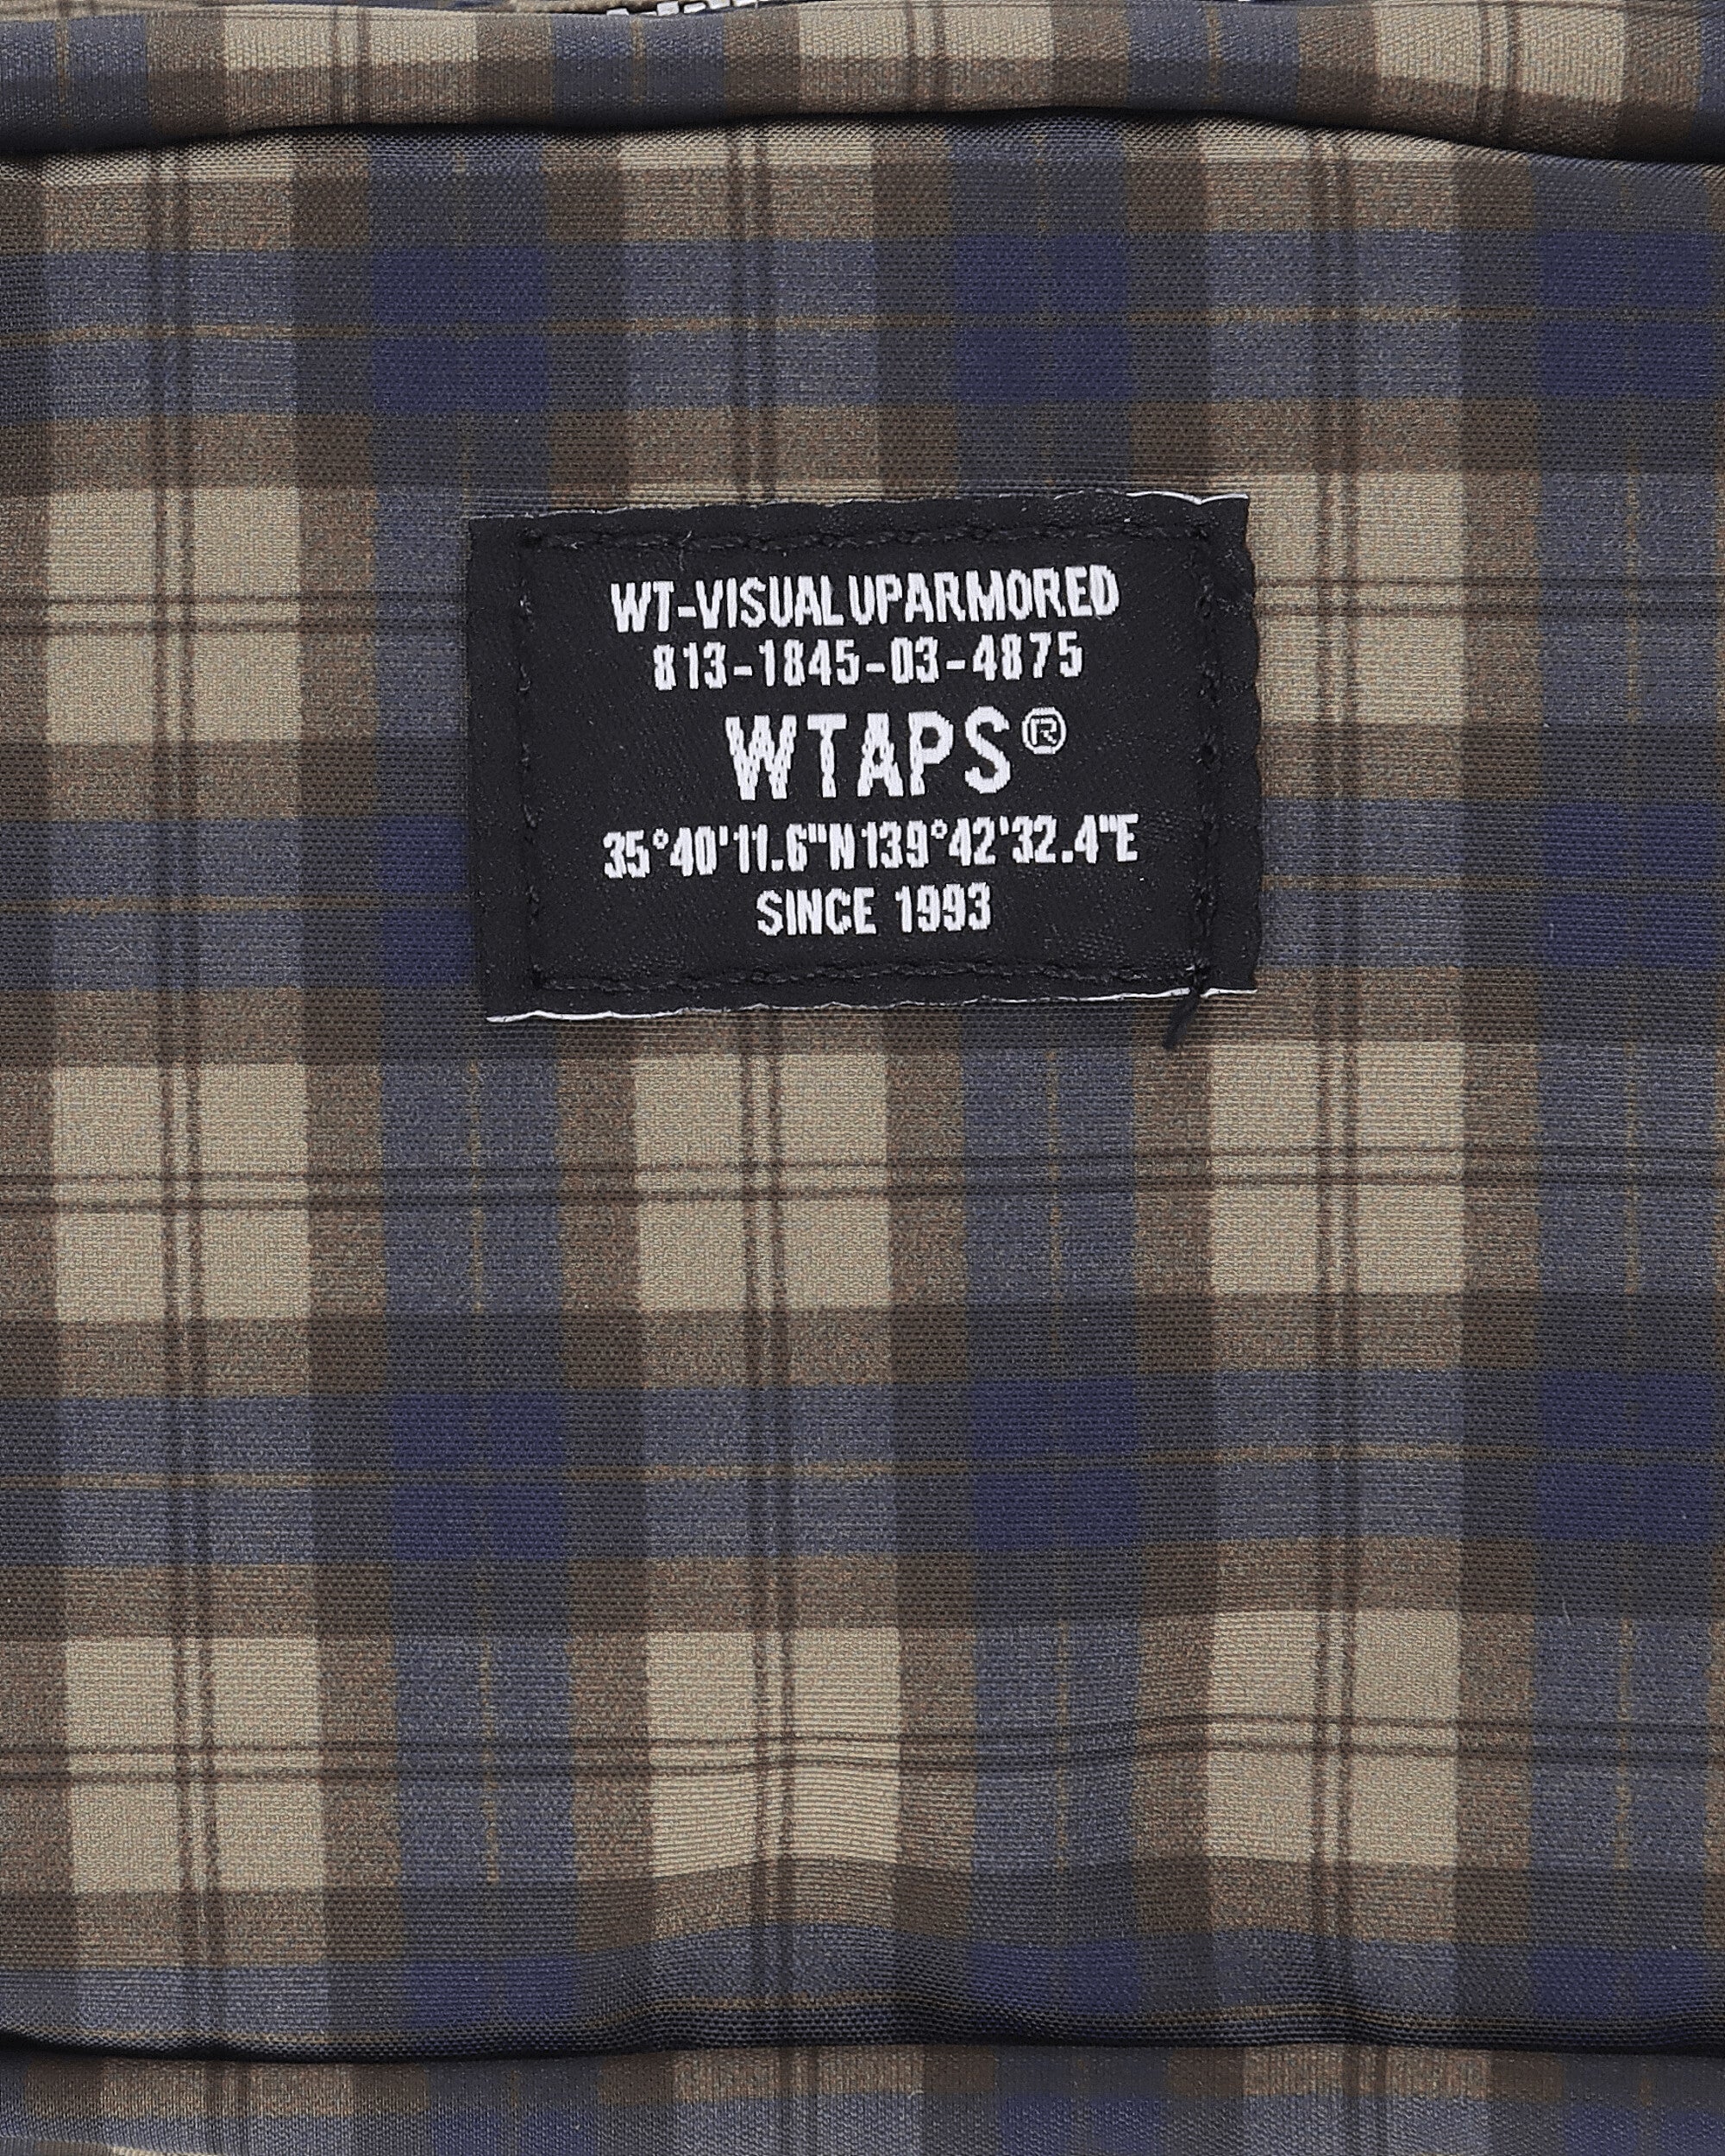 WT-VISUAL UPARMORED
813-1845-03-4875
WTAPS®
35°40'11.6"N 139°42'32.4"E
SINCE 1993